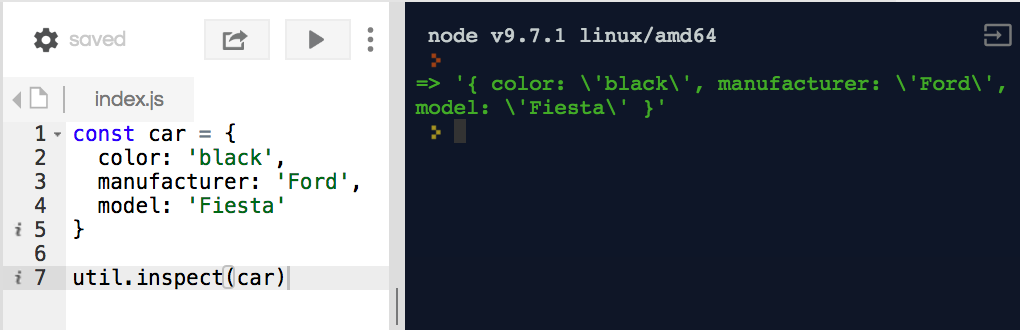 saved
index.js
1 const car = {
2   color: 'black',
3   manufacturer: 'Ford',
4   model: 'Fiesta'
i 5 }
6
i 7 util.inspect(car)
node v9.7.1 linux/amd64
=> '{ color: \'black\', manufacturer: \'Ford\',
model: \'Fiesta\' }'